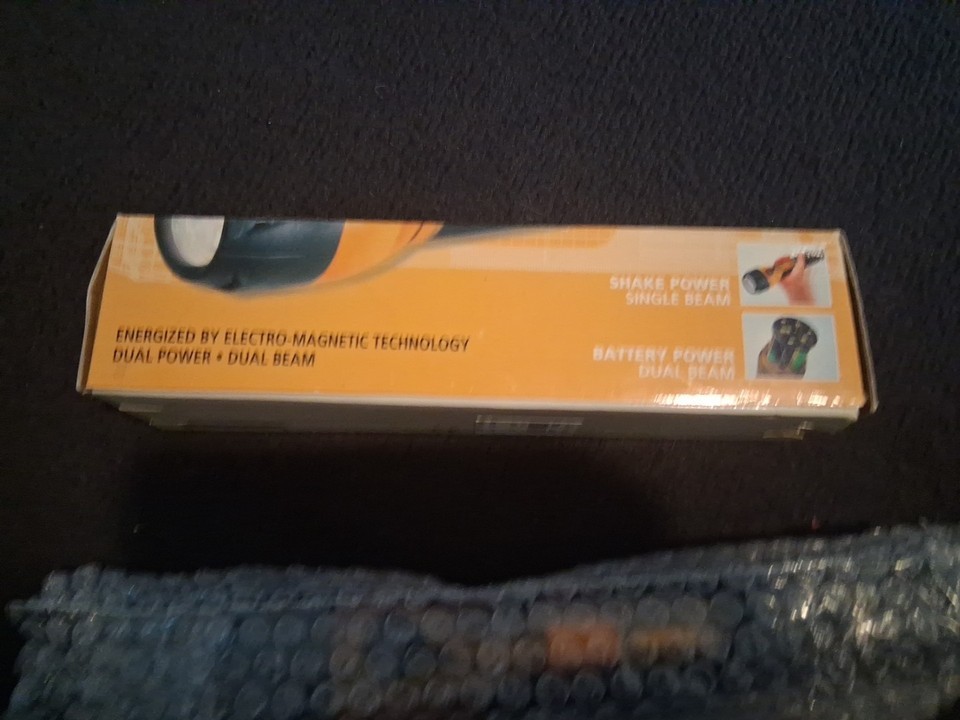 SHAKE POWER
SINGLE BEAM
ENERGIZED BY ELECTRO-MAGNETIC TECHNOLOGY
DUAL POWER • DUAL BEAM
BATTERY POWER
DUAL BEAM